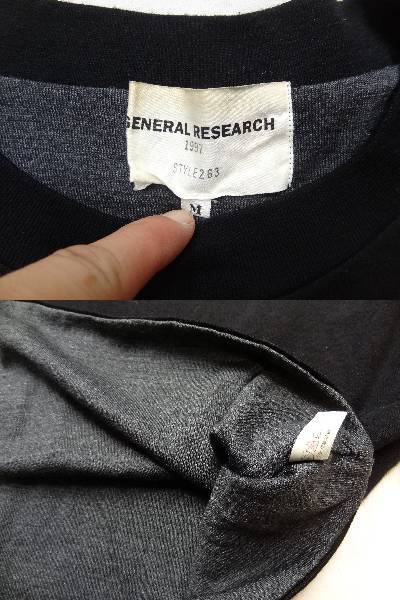 GENERAL RESEARCH
1997
STYLE263
M